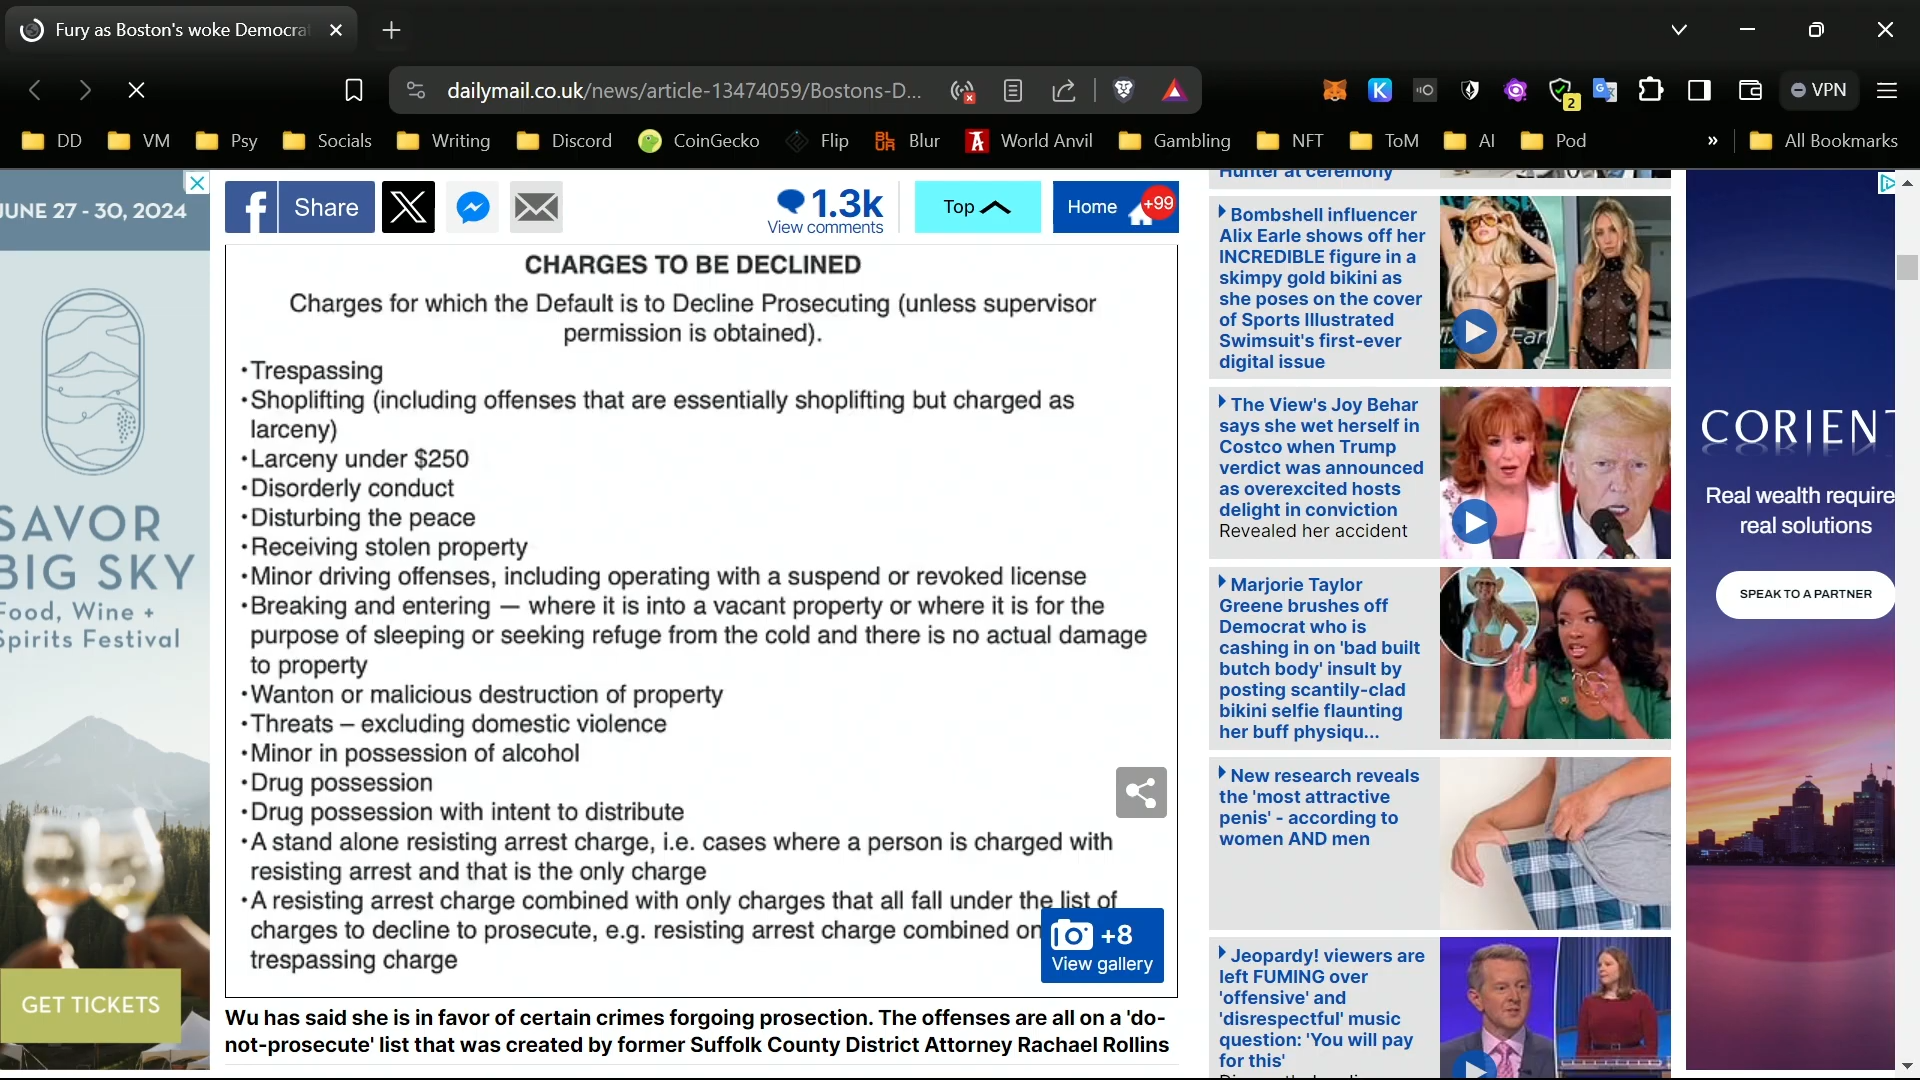 Fury as Boston's woke Democra
dailymail.co.uk/news/article-13474059/Bostons-D...
2
VPN
DD
VM
Psy
Socials
Writing
Discord
CoinGecko
Flip
Blur
World Anvil
Gambling
NFT
ToM
AI
Pod
»
All Bookmarks
JUNE 27 - 30, 2024
SAVOR
BIG SKY
Food, Wine +
Spirits Festival
GET TICKETS
Share
1.3k
View comments
Top
Home
+99
CHARGES TO BE DECLINED
Charges for which the Default is to Decline Prosecuting (unless supervisor
permission is obtained).
•Trespassing
•Shoplifting (including offenses that are essentially shoplifting but charged as
larceny)
•Larceny under $250
•Disorderly conduct
•Disturbing the peace
•Receiving stolen property
•Minor driving offenses, including operating with a suspend or revoked license
•Breaking and entering — where it is into a vacant property or where it is for the
purpose of sleeping or seeking refuge from the cold and there is no actual damage
to property
•Wanton or malicious destruction of property
•Threats – excluding domestic violence
•Minor in possession of alcohol
•Drug possession
•Drug possession with intent to distribute
•A stand alone resisting arrest charge, i.e. cases where a person is charged with
resisting arrest and that is the only charge
•A resisting arrest charge combined with only charges that all fall under the list of
charges to decline to prosecute, e.g. resisting arrest charge combined on
trespassing charge
+8
View gallery
Wu has said she is in favor of certain crimes forgoing prosection. The offenses are all on a 'do-
not-prosecute' list that was created by former Suffolk County District Attorney Rachael Rollins
Hunter at ceremony
Bombshell influencer
Alix Earle shows off her
INCREDIBLE figure in a
skimpy gold bikini as
she poses on the cover
of Sports Illustrated
Swimsuit's first-ever
digital issue
The View's Joy Behar
says she wet herself in
Costco when Trump
verdict was announced
as overexcited hosts
delight in conviction
Revealed her accident
Marjorie Taylor
Greene brushes off
Democrat who is
cashing in on 'bad built
butch body' insult by
posting scantily-clad
bikini selfie flaunting
her buff physiqu...
New research reveals
the 'most attractive
penis' - according to
women AND men
Jeopardy! viewers are
left FUMING over
'offensive' and
'disrespectful' music
question: 'You will pay
for this'
CORIENT
Real wealth require
real solutions
SPEAK TO A PARTNER